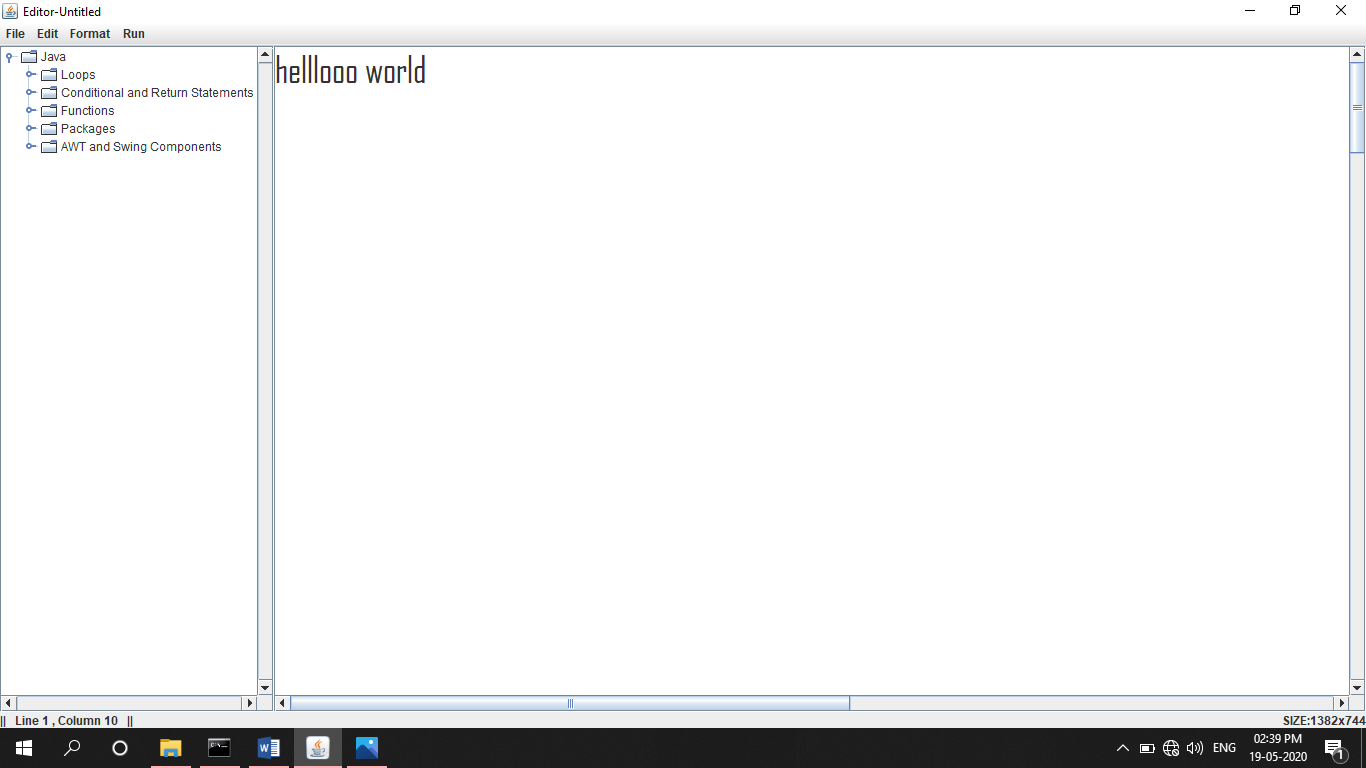 Editor-Untitled
File Edit Format Run
Java
Loops
Conditional and Return Statements
Functions
Packages
AWT and Swing Components
helllooo world
|| Line 1 , Column 10 ||
SIZE:1382x744
ENG
02:39 PM
19-05-2020
1